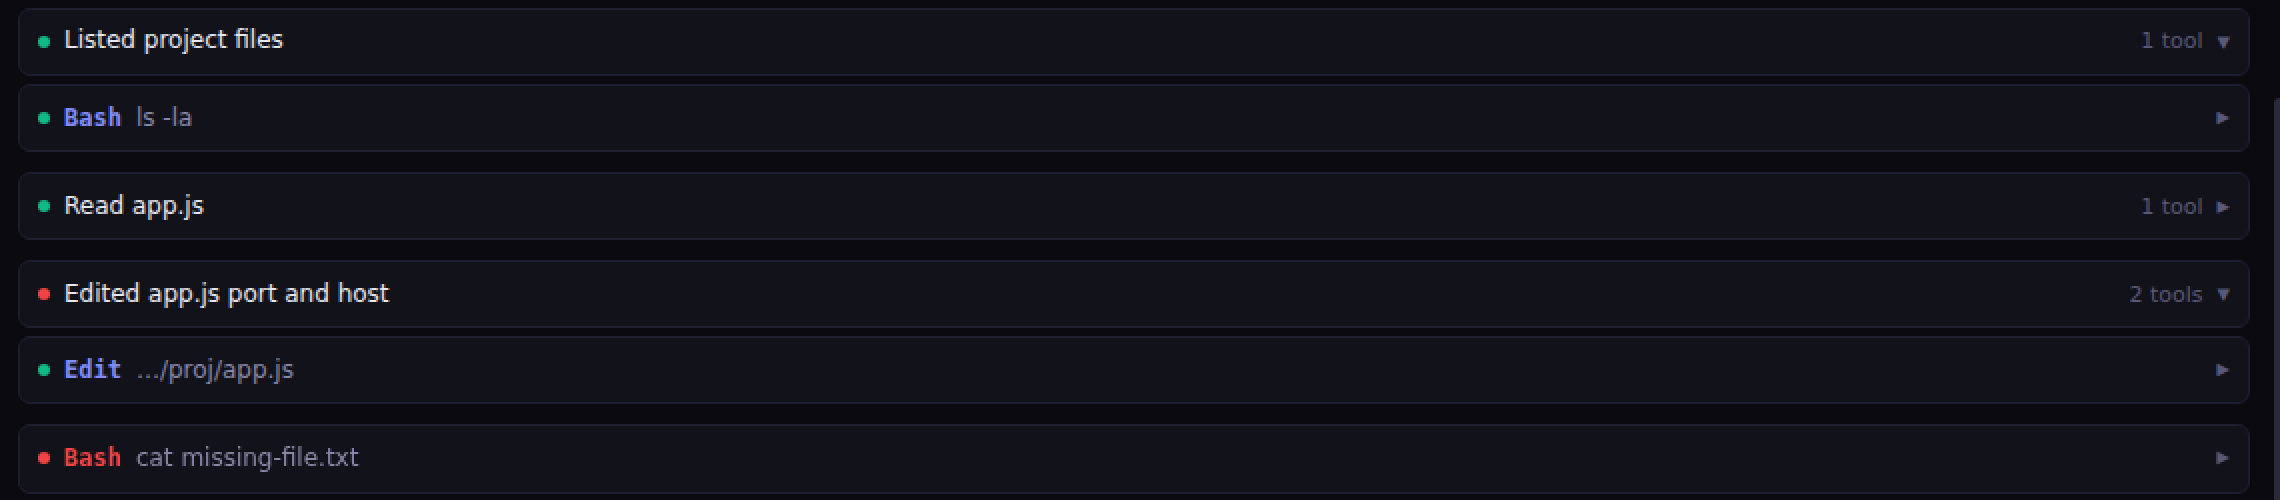 Listed project files 1 tool ▼
Bash ls -la ▶
Read app.js 1 tool ▶
Edited app.js port and host 2 tools ▼
Edit .../proj/app.js ▶
Bash cat missing-file.txt ▶